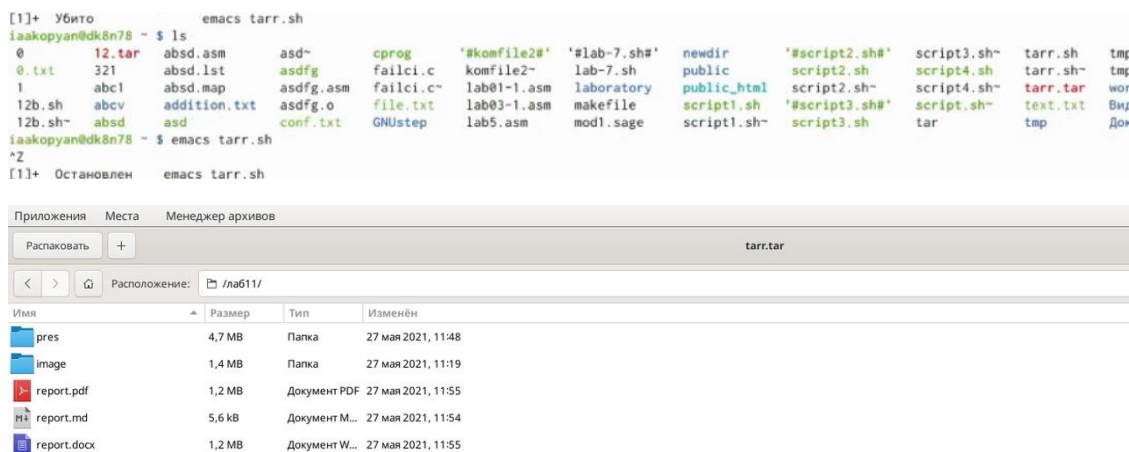 [1]+ Убито emacs tarr.sh
iaakopyan@dk8n78 ~ $ ls
0 12.tar absd.asm asd~ cprog '#komfile2#' '#lab-7.sh#' newdir '#script2.sh#' script3.sh~ tarr.sh
0.txt 321 absd.lst asdfg failci.c komfile2~ lab-7.sh public script2.sh script4.sh tarr.sh~
1 abc1 absd.map asdfg.asm failci.c~ lab01-1.asm laboratory public_html script2.sh~ script4.sh~ tarr.tar
12b.sh abcv addition.txt asdfg.o file.txt lab03-1.asm makefile script1.sh '#script3.sh#' script.sh~ text.txt
12b.sh~ absd asd conf.txt GNUstep lab5.asm mod1.sage script1.sh~ script3.sh tar tmp
iaakopyan@dk8n78 ~ $ emacs tarr.sh
^Z
[1]+ Остановлен emacs tarr.sh
Приложения Места Менеджер архивов
Распаковать + tarr.tar
Расположение: /лаб11/
Имя Размер Тип Изменён
pres 4,7 MB Папка 27 мая 2021, 11:48
image 1,4 MB Папка 27 мая 2021, 11:19
report.pdf 1,2 MB Документ PDF 27 мая 2021, 11:55
report.md 5,6 kB Документ M... 27 мая 2021, 11:54
report.docx 1,2 MB Документ W... 27 мая 2021, 11:55